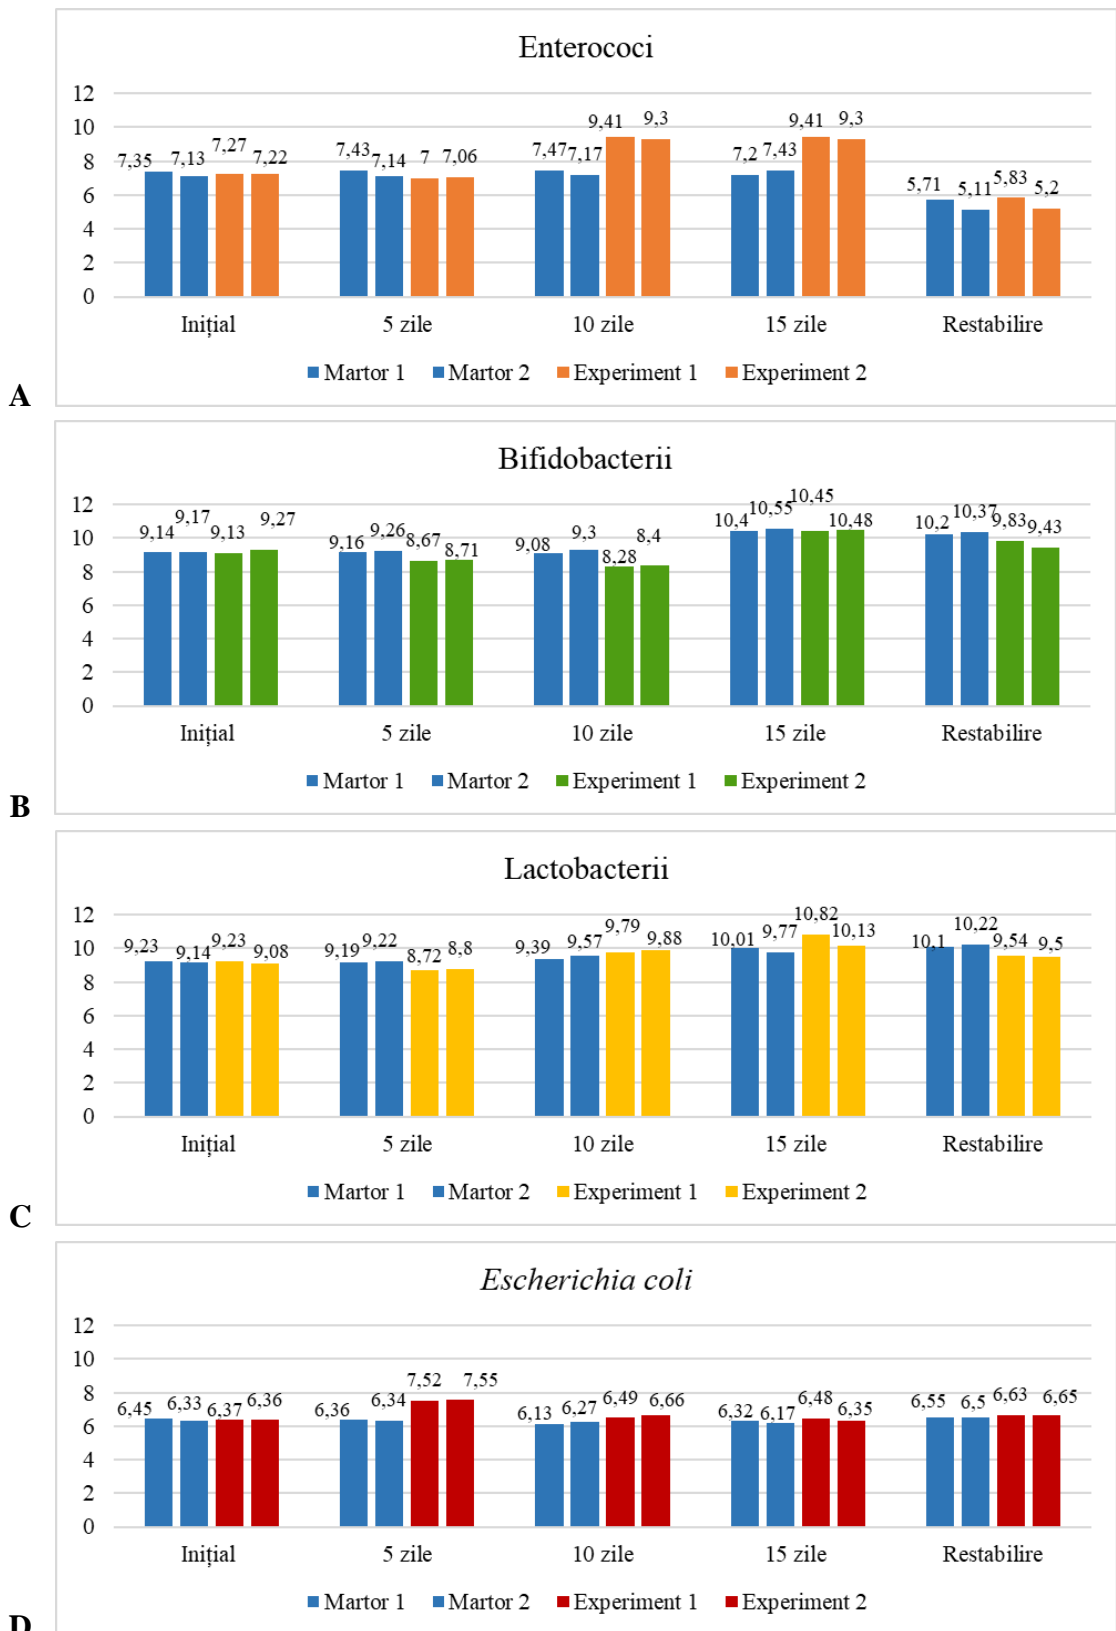 Enterococi
12
10
8
6
4
2
0
7,35 7,13 7,27 7,22 7,43 7,14 7 7,06 7,47 7,17 9,41 9,3 7,2 7,43 9,41 9,3 5,71 5,11 5,83 5,2
Inițial 5 zile 10 zile 15 zile Restabilire
Martor 1 Martor 2 Experiment 1 Experiment 2
A
Bifidobacterii
12
10
8
6
4
2
0
9,14 9,17 9,13 9,27 9,16 9,26 8,67 8,71 9,08 9,3 8,28 8,4 10,4 10,55 10,45 10,48 10,2 10,37 9,83 9,43
Inițial 5 zile 10 zile 15 zile Restabilire
Martor 1 Martor 2 Experiment 1 Experiment 2
B
Lactobacterii
12
10
8
6
4
2
0
9,23 9,14 9,23 9,08 9,19 9,22 8,72 8,8 9,39 9,57 9,79 9,88 10,01 9,77 10,82 10,13 10,1 10,22 9,54 9,5
Inițial 5 zile 10 zile 15 zile Restabilire
Martor 1 Martor 2 Experiment 1 Experiment 2
C
Escherichia coli
12
10
8
6
4
2
0
6,45 6,33 6,37 6,36 6,36 6,34 7,52 7,55 6,13 6,27 6,49 6,66 6,32 6,17 6,48 6,35 6,55 6,5 6,63 6,65
Inițial 5 zile 10 zile 15 zile Restabilire
Martor 1 Martor 2 Experiment 1 Experiment 2
D